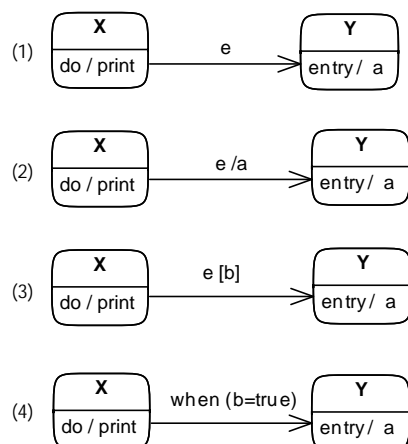 X
Y
(1)
e
do / print
entry / a
X
Y
(2)
e /a
do / print
entry / a
X
Y
(3)
e [b]
do / print
entry / a
X
Y
(4)
when (b=true)
do / print
entry / a